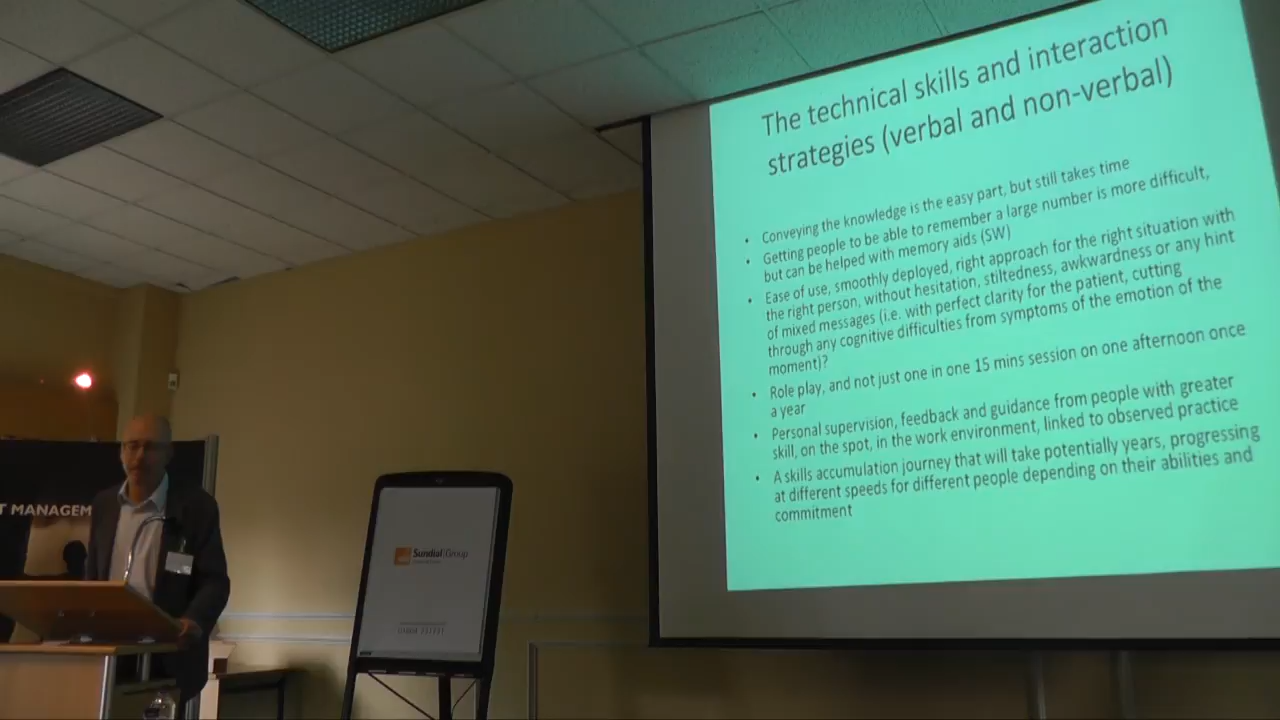 The technical skills and interaction
strategies (verbal and non-verbal)
• Conveying the knowledge is the easy part, but still takes time
• Getting people to be able to remember a large number is more difficult,
but can be helped with memory aids (SW)
• Ease of use, smoothly deployed, right approach for the right situation with
the right person, without hesitation, stiltedness, awkwardness or any hint
of mixed messages (i.e. with perfect clarity for the patient, cutting
through any cognitive difficulties from symptoms of the emotion of the
moment)?
• Role play, and not just one in one 15 mins session on one afternoon once
a year
• Personal supervision, feedback and guidance from people with greater
skill, on the spot, in the work environment, linked to observed practice
• A skills accumulation journey that will take potentially years, progressing
at different speeds for different people depending on their abilities and
commitment
T MANAGEM
Sundial Group